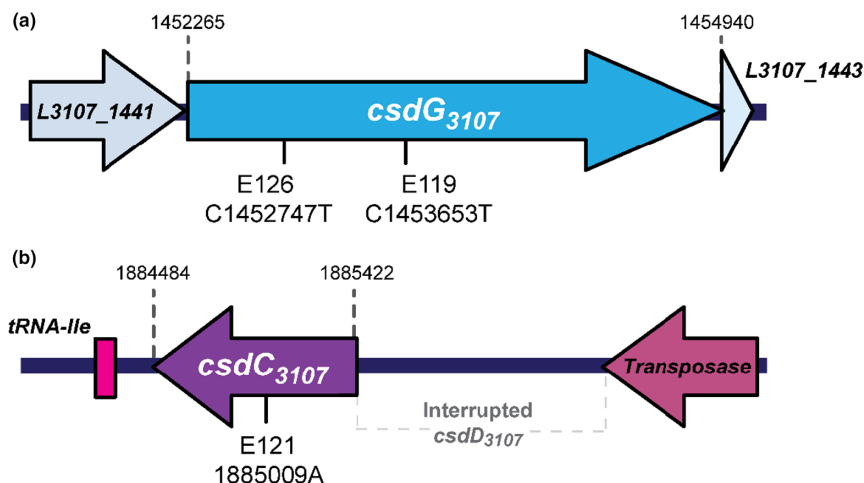 (a)
1452265
1454940
L3107_1441
csdG3107
L3107_1443
E126
C1452747T
E119
C1453653T
(b)
1884484
1885422
tRNA-Ile
csdC3107
Transposase
Interrupted
csdD3107
E121
1885009A